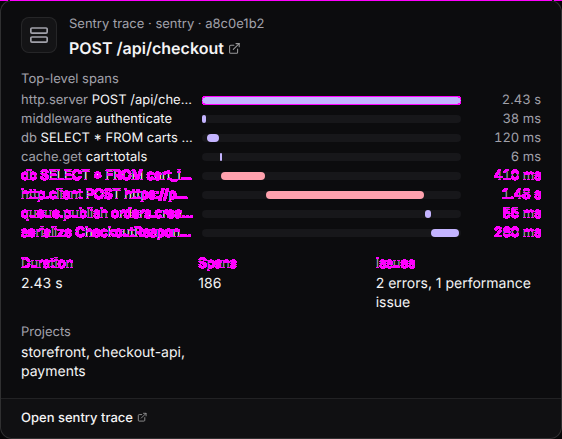 Sentry trace · sentry · a8c0e1b2
POST /api/checkout
Top-level spans
http.server POST /api/che... 2.43 s
middleware authenticate 38 ms
db SELECT * FROM carts ... 120 ms
cache.get cart:totals 6 ms
db SELECT * FROM cart_i... 410 ms
http.client POST https://p... 1.48 s
queue.publish orders.crea... 55 ms
serialize CheckoutRespon... 260 ms
Duration Spans Issues
2.43 s 186 2 errors, 1 performance
issue
Projects
storefront, checkout-api,
payments
Open sentry trace